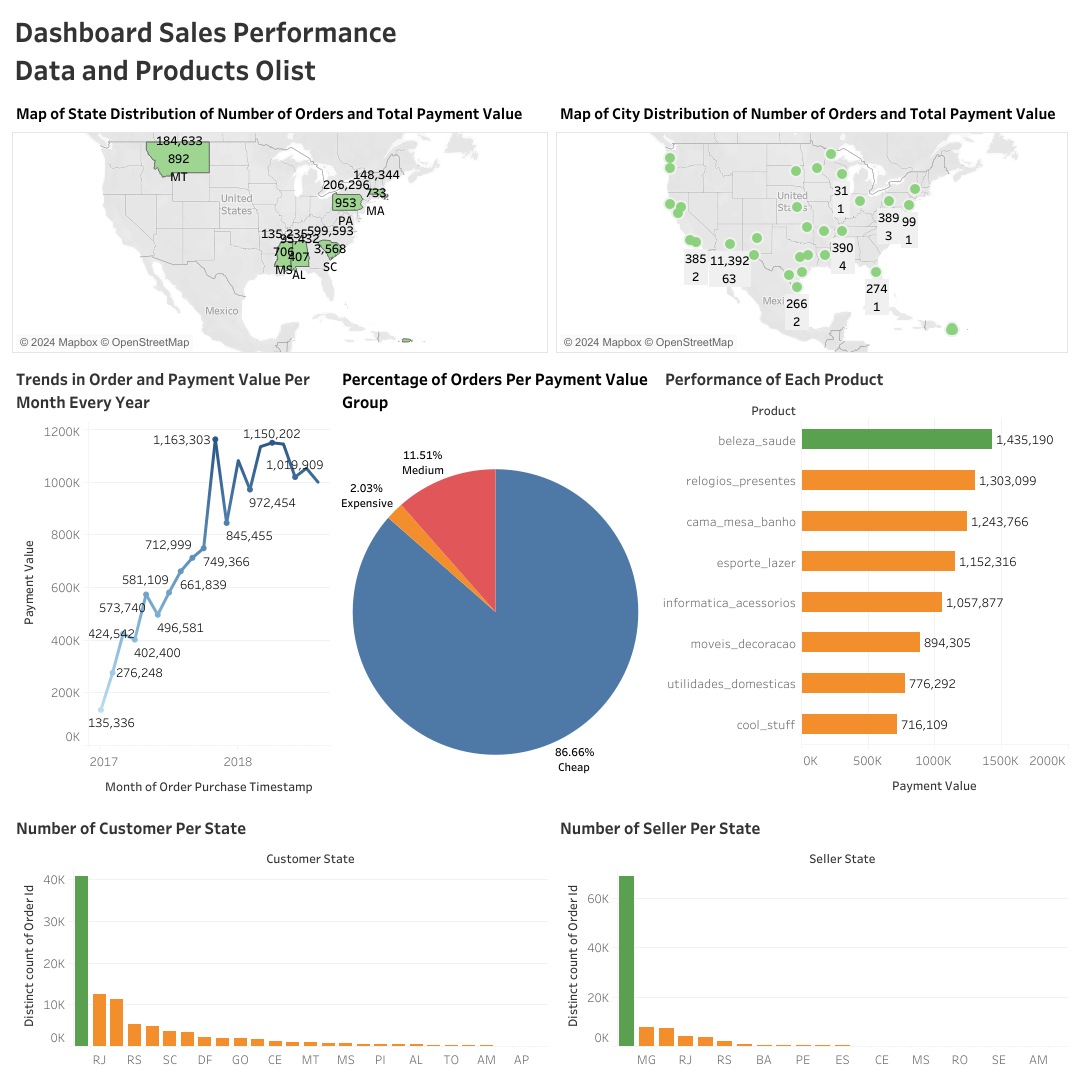 Dashboard Sales Performance
Data and Products Olist
Map of State Distribution of Number of Orders and Total Payment Value
184,633
892
MT
148,344
733
MA
206,296
953
PA
United
States
135,235
706
MS
95,432
407
AL
599,593
3,568
SC
Mexico
© 2024 Mapbox © OpenStreetMap
Map of City Distribution of Number of Orders and Total Payment Value
United
States
31
1
389
3
99
1
385
2
11,392
63
390
4
274
1
266
2
© 2024 Mapbox © OpenStreetMap
Trends in Order and Payment Value Per
Month Every Year
Payment Value
1200K
1000K
800K
600K
400K
200K
0K
1,163,303
1,150,202
1,019,909
972,454
845,455
712,999
749,366
581,109
661,839
573,740
496,581
424,542
402,400
276,248
135,336
2017
2018
Month of Order Purchase Timestamp
Percentage of Orders Per Payment Value
Group
11.51%
Medium
2.03%
Expensive
86.66%
Cheap
Performance of Each Product
Product
beleza_saude 1,435,190
relogios_presentes 1,303,099
cama_mesa_banho 1,243,766
esporte_lazer 1,152,316
informatica_acessorios 1,057,877
moveis_decoracao 894,305
utilidades_domesticas 776,292
cool_stuff 716,109
0K 500K 1000K 1500K 2000K
Payment Value
Number of Customer Per State
Customer State
Distinct count of Order Id
40K
30K
20K
10K
0K
RJ RS SC DF GO CE MT MS PI AL TO AM AP
Number of Seller Per State
Seller State
Distinct count of Order Id
60K
40K
20K
0K
MG RJ RS BA PE ES CE MS RO SE AM